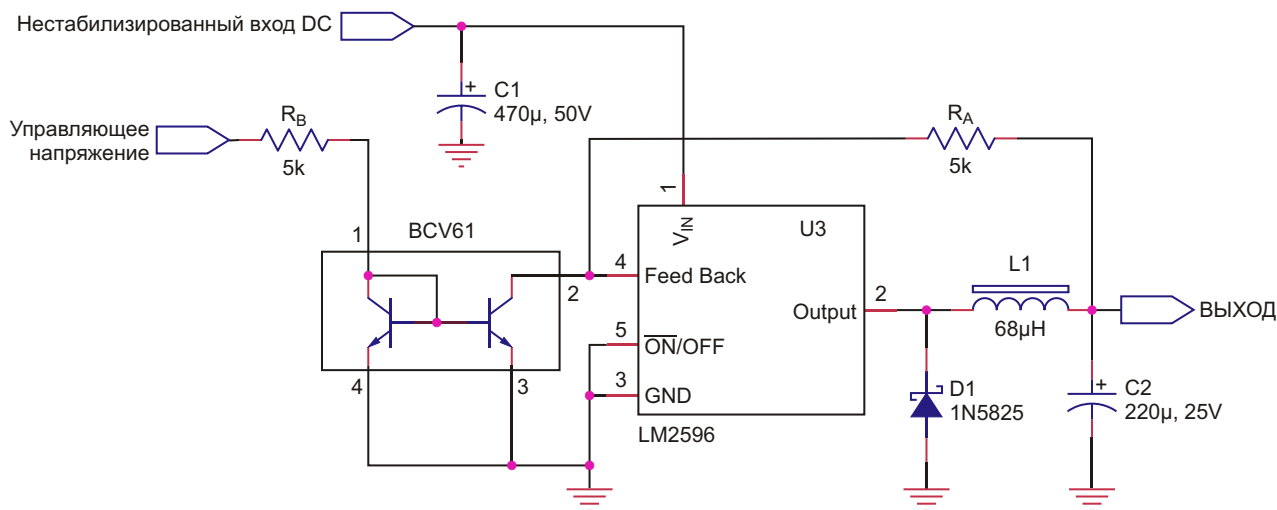 Нестабилизированный вход DC
C1
470µ, 50V
Управляющее
напряжение
RB
5k
RA
5k
1
BCV61
2
4
3
1
VIN
U3
4
Feed Back
5
ON/OFF
3
GND
Output
2
LM2596
L1
68µH
ВЫХОД
D1
1N5825
C2
220µ, 25V
+
+